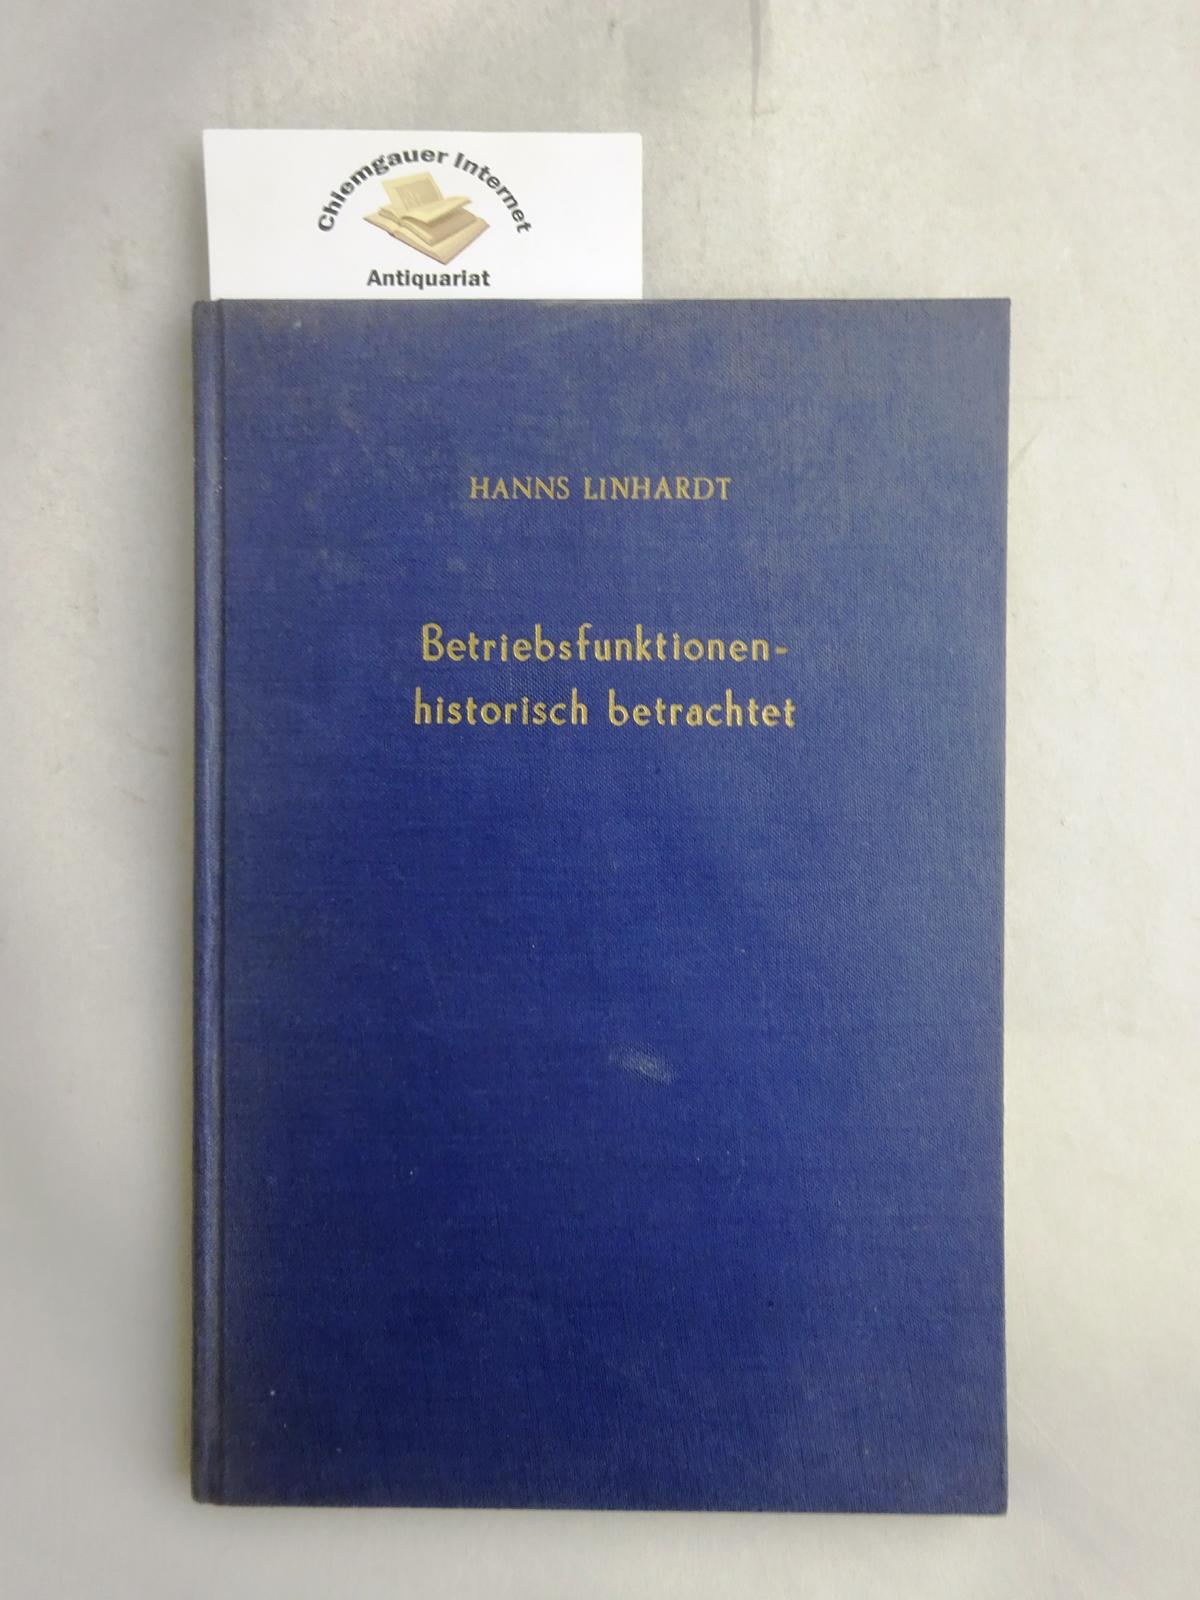 Chiemgauer Internet
Antiquariat
HANNS LINHARDT
Betriebsfunktionen-
historisch betrachtet